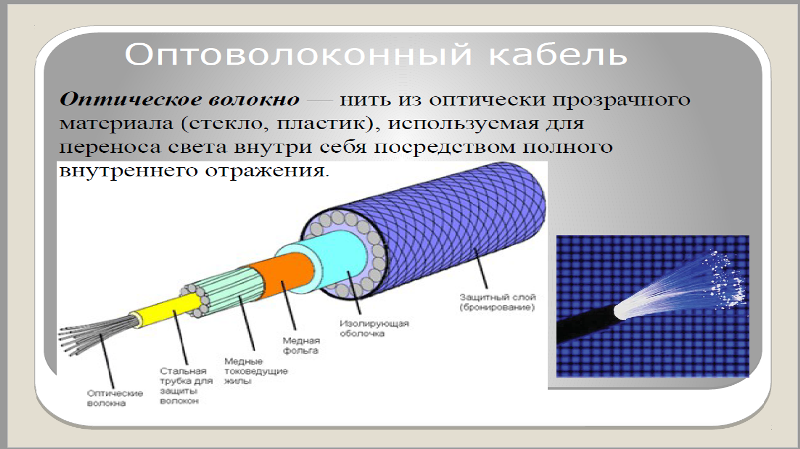 Оптоволоконный кабель
Оптическое волокно — нить из оптически прозрачного
материала (стекло, пластик), используемая для
переноса света внутри себя посредством полного
внутреннего отражения.
Защитный слой
(бронирование)
Изолирующая
оболочка
Медная
фольга
Медные
токоведущие
жилы
Стальная
трубка для
защиты
волокон
Оптические
волокна